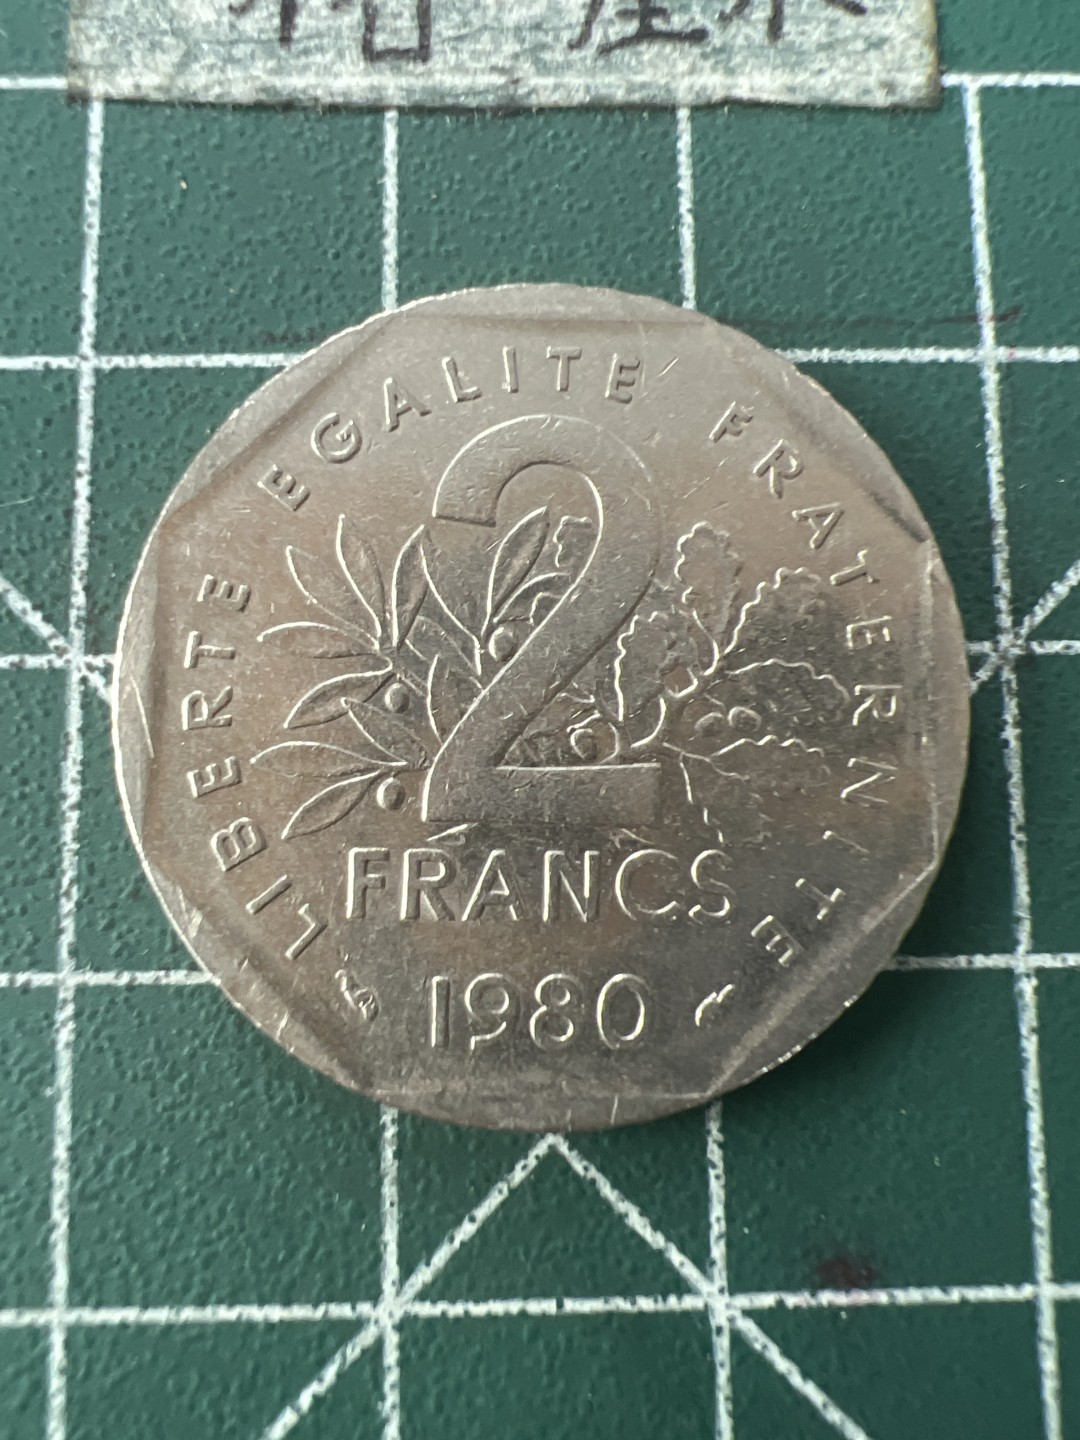 LIBERTE EGALITE FRATERNITE
2
FRANCS
1980